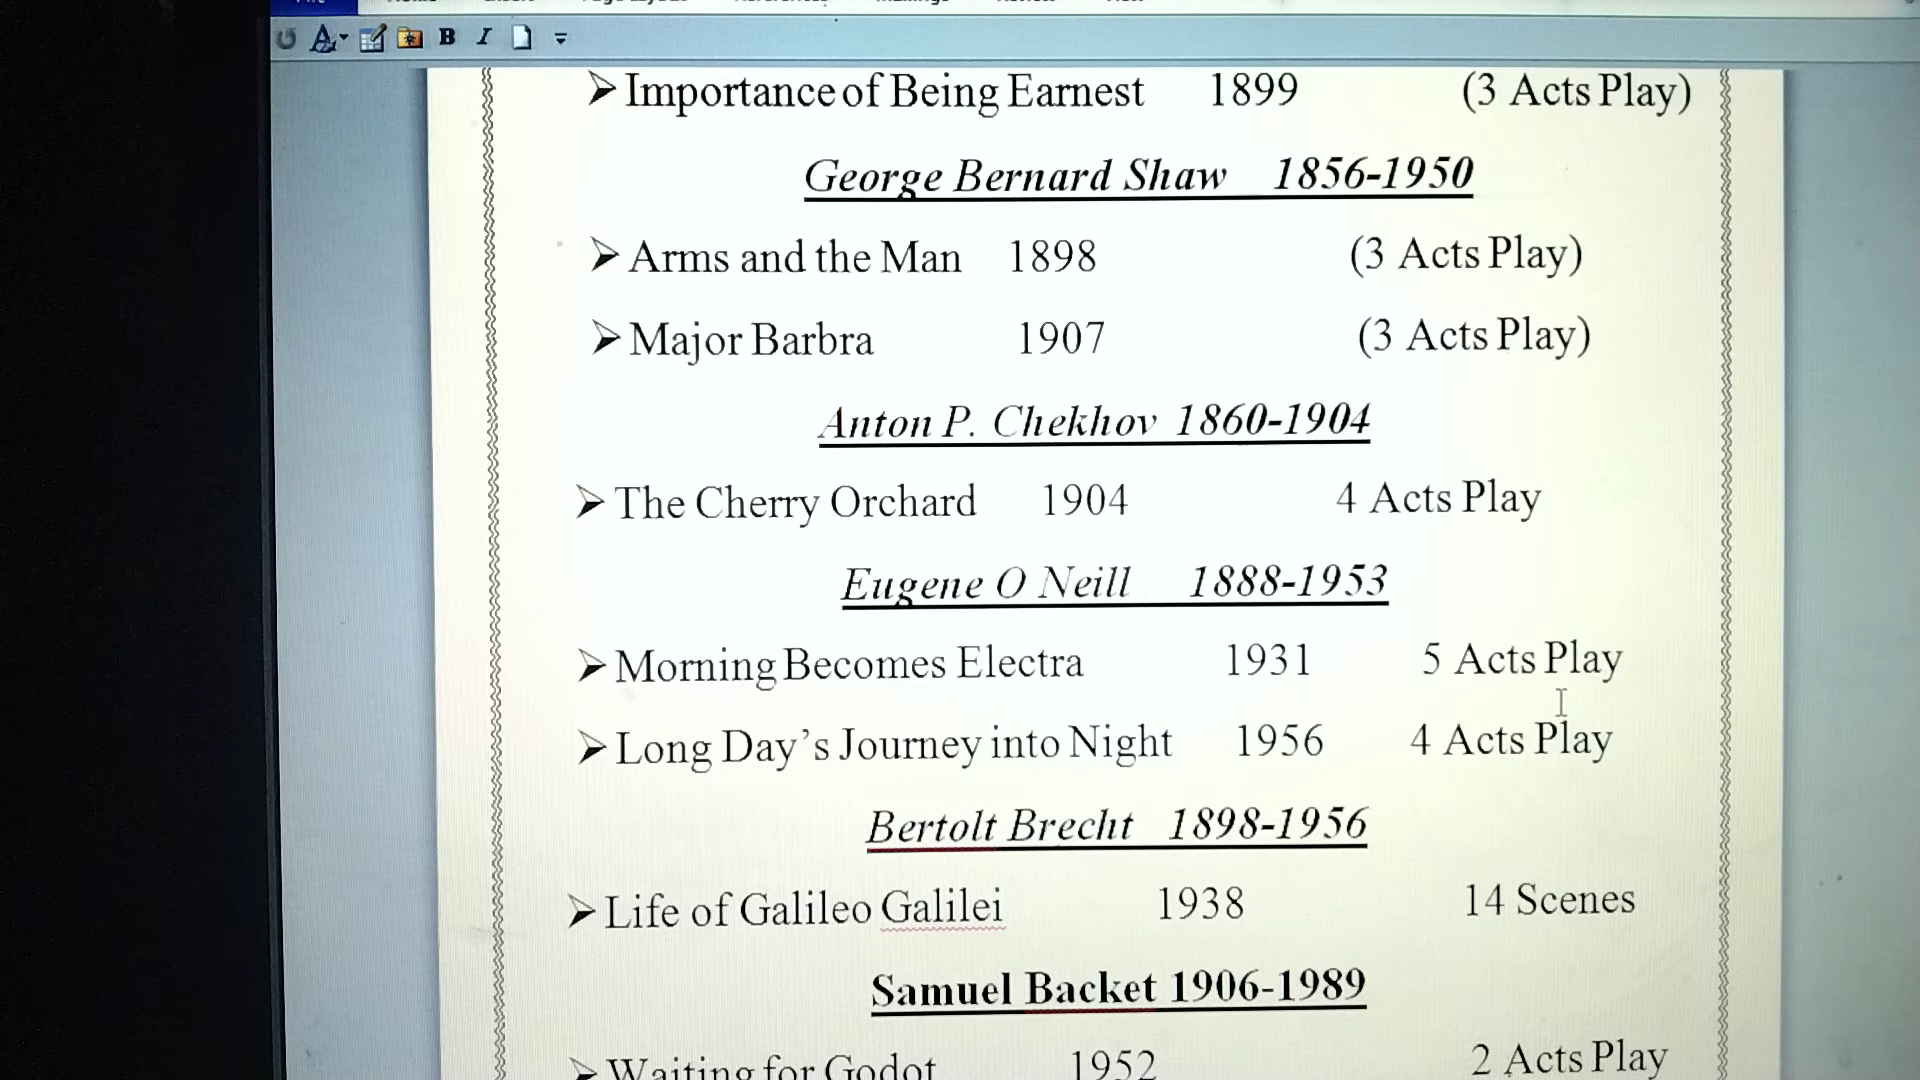 B I
➢ Importance of Being Earnest 1899 (3 Acts Play)
George Bernard Shaw 1856-1950
➢ Arms and the Man 1898 (3 Acts Play)
➢ Major Barbra 1907 (3 Acts Play)
Anton P. Chekhov 1860-1904
➢ The Cherry Orchard 1904 4 Acts Play
Eugene O Neill 1888-1953
➢ Morning Becomes Electra 1931 5 Acts Play
➢ Long Day’s Journey into Night 1956 4 Acts Play
Bertolt Brecht 1898-1956
➢ Life of Galileo Galilei 1938 14 Scenes
Samuel Backet 1906-1989
➢ Waiting for Godot 1952 2 Acts Play